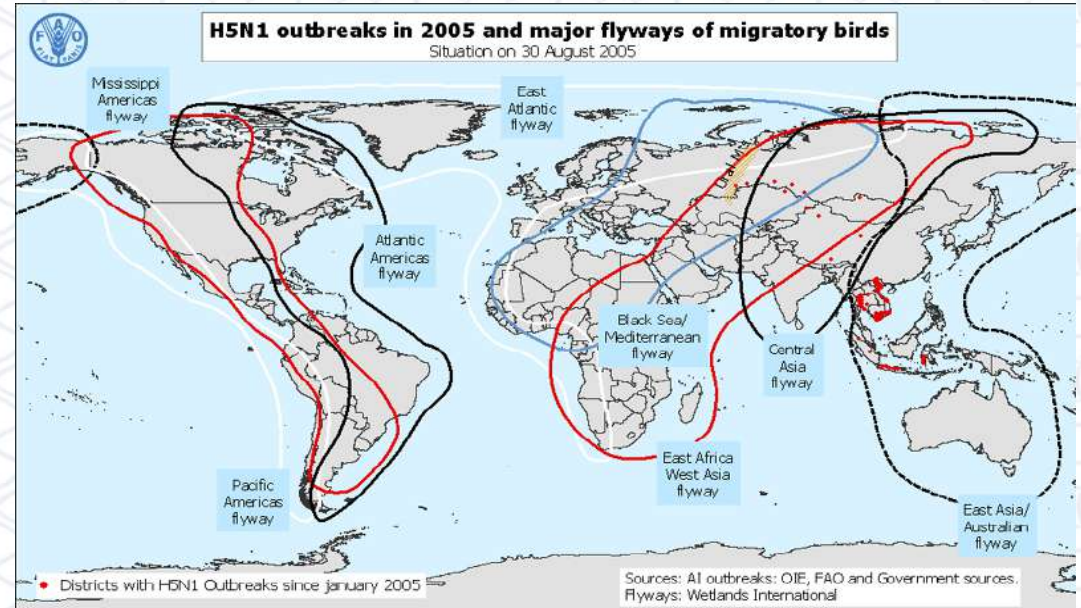 H5N1 outbreaks in 2005 and major flyways of migratory birds
Situation on 30 August 2005
F A O
FIAT PANIS
Mississippi
Americas
flyway
East
Atlantic
flyway
Atlantic
Americas
flyway
Black Sea/
Mediterranean
flyway
Central
Asia
flyway
Pacific
Americas
flyway
East Africa
West Asia
flyway
East Asia/
Australian
flyway
Districts with H5N1 Outbreaks since january 2005
Sources: AI outbreaks: OIE, FAO and Government sources.
Flyways: Wetlands International